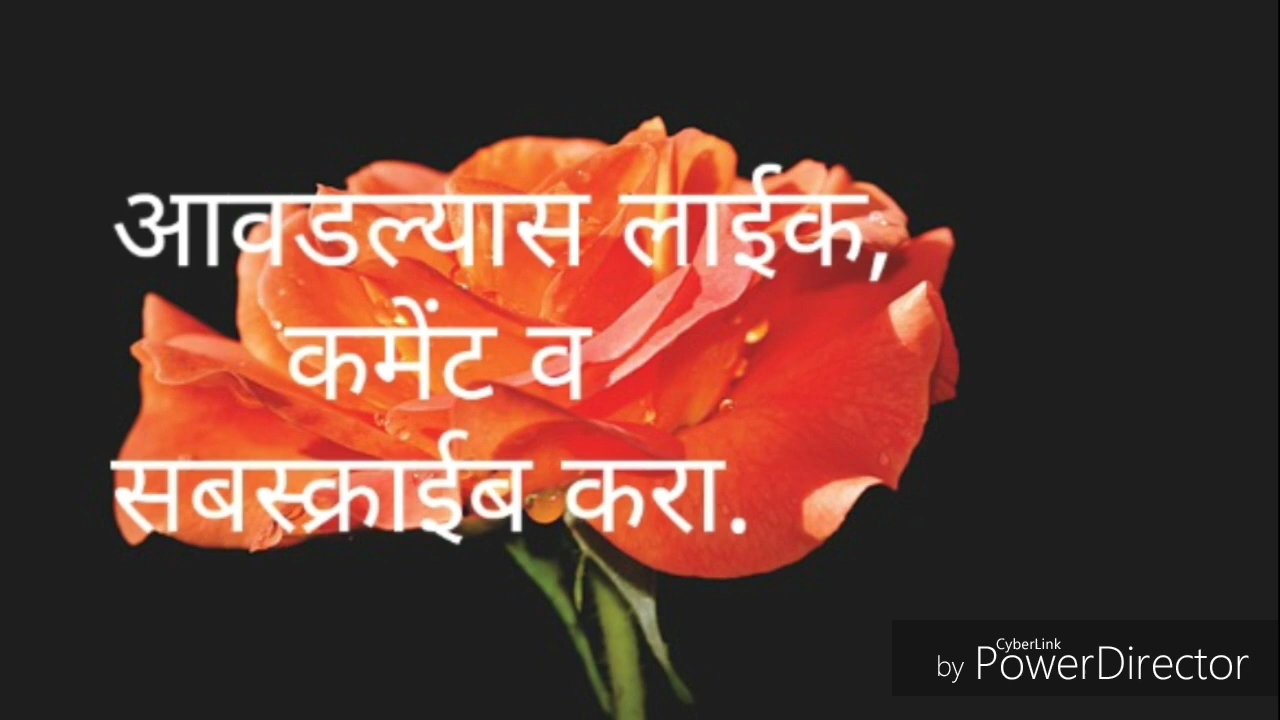 आवडल्यास लाईक,
कमेंट व
सबस्क्राईब करा.
CyberLink
by PowerDirector